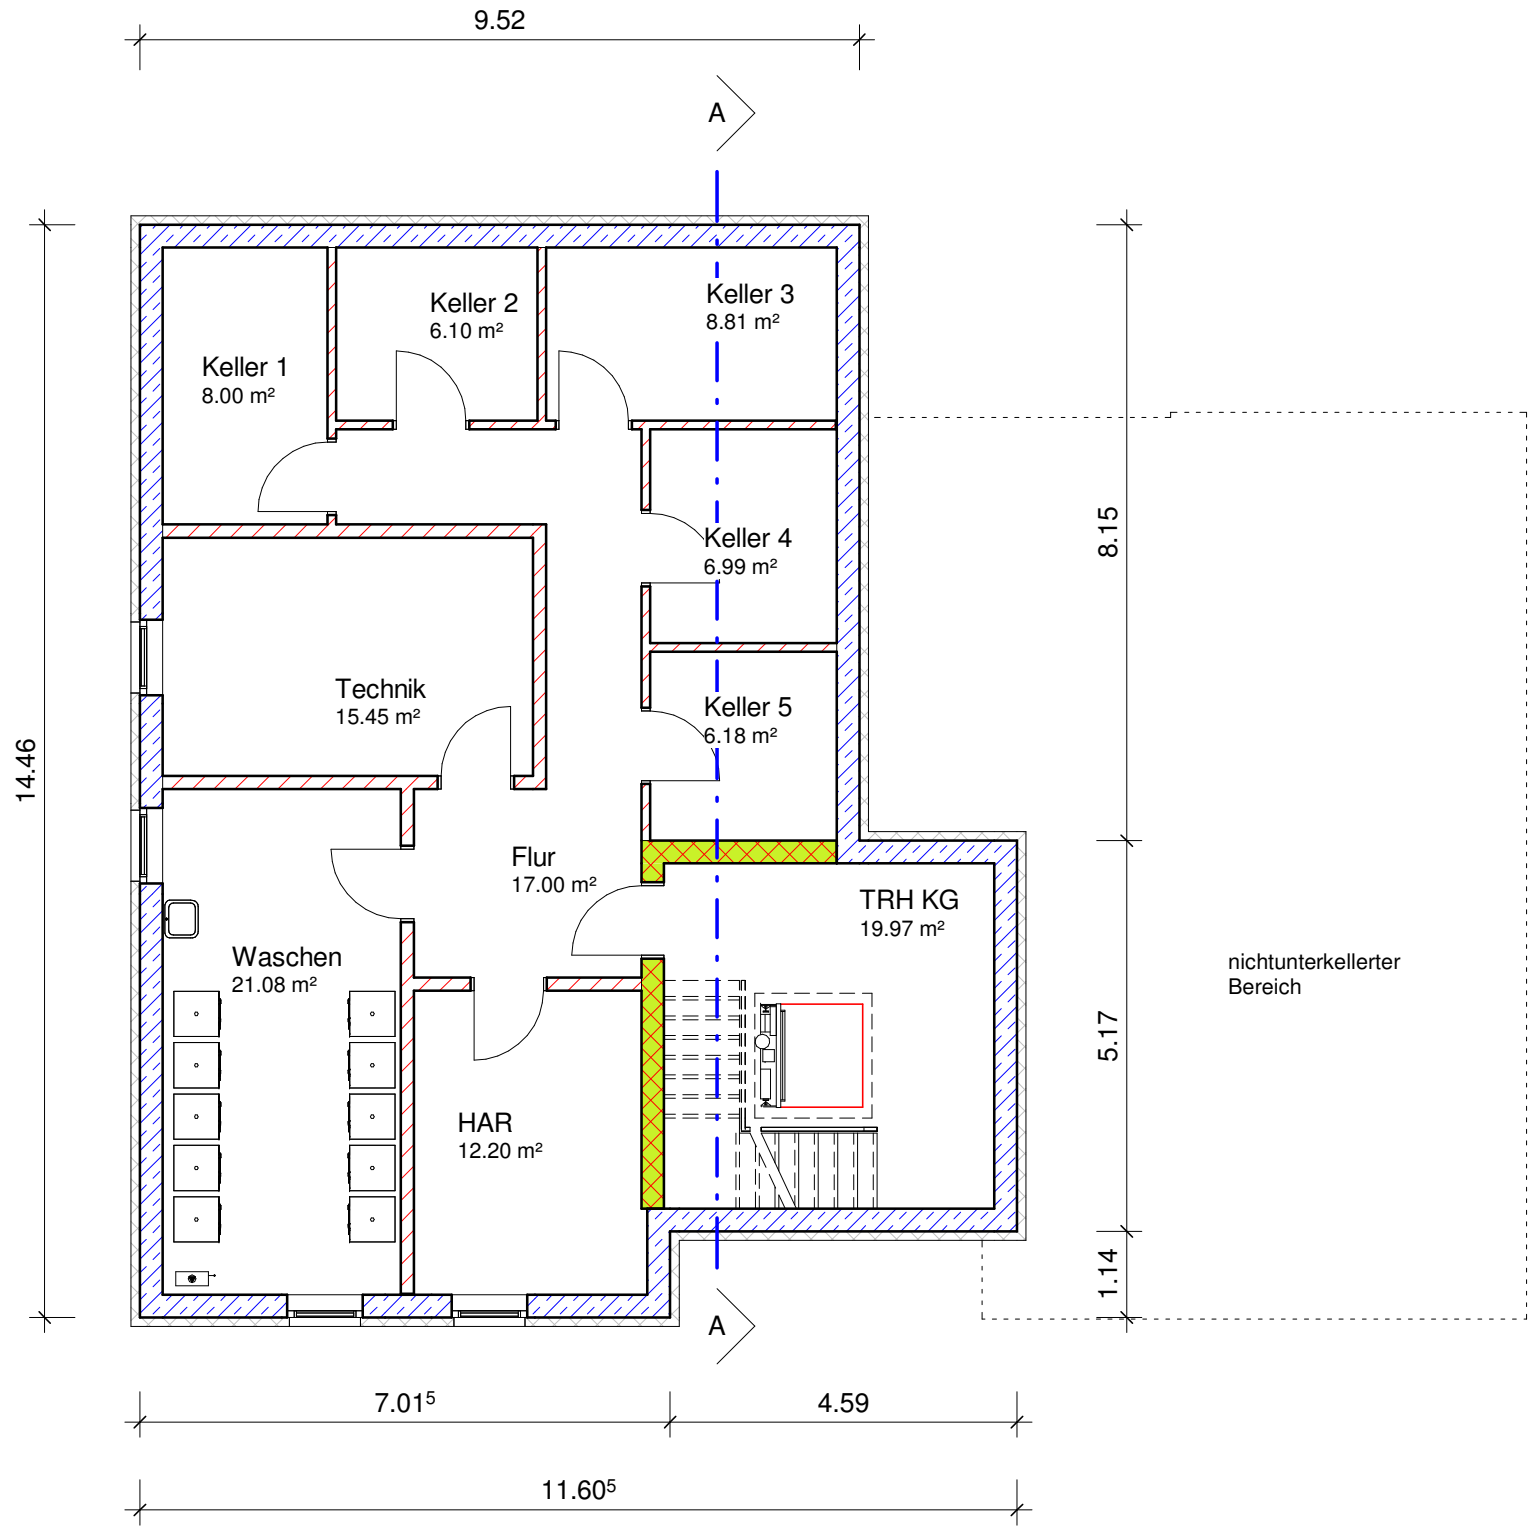 9.52
A
Keller 1
8.00 m²
Keller 2
6.10 m²
Keller 3
8.81 m²
Keller 4
6.99 m²
8.15
Technik
15.45 m²
Keller 5
6.18 m²
14.46
Flur
17.00 m²
TRH KG
19.97 m²
Waschen
21.08 m²
nichtunterkellerter
Bereich
5.17
HAR
12.20 m²
1.14
A
7.01⁵
4.59
11.60⁵